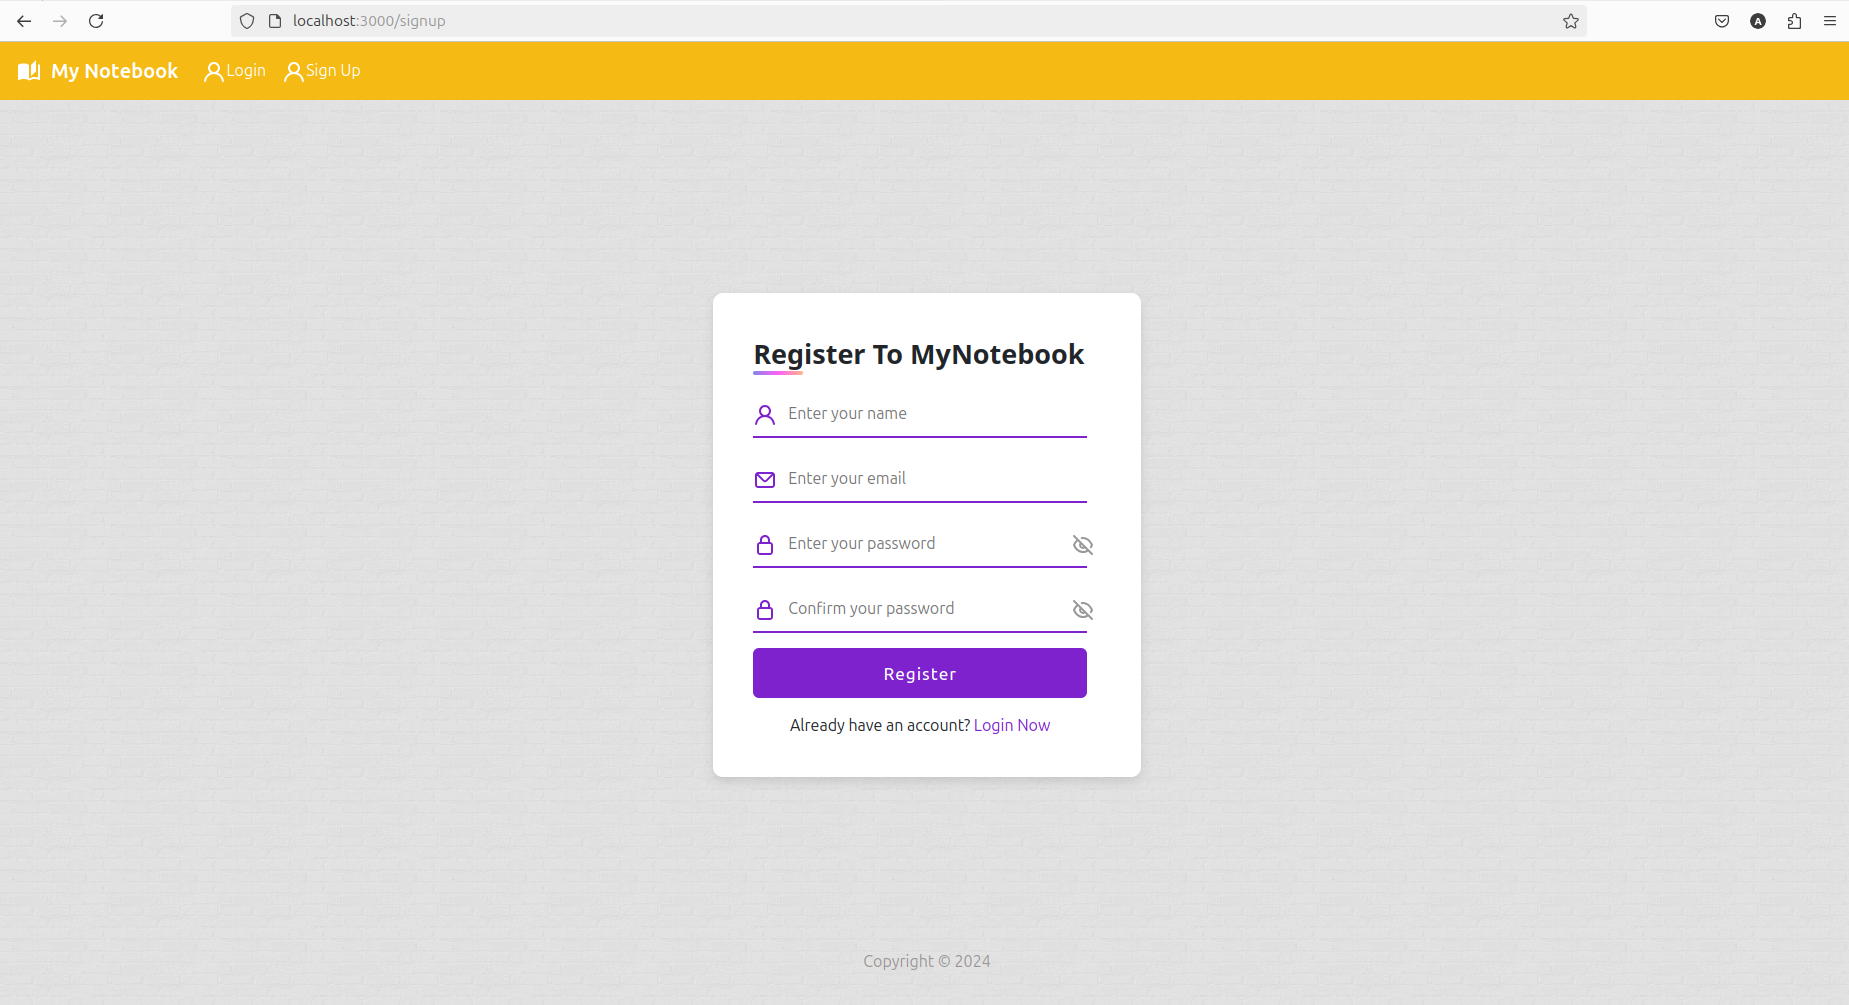 localhost:3000/signup
A
My Notebook Login Sign Up
Register To MyNotebook
Enter your name
Enter your email
Enter your password
Confirm your password
Register
Already have an account? Login Now
Copyright © 2024